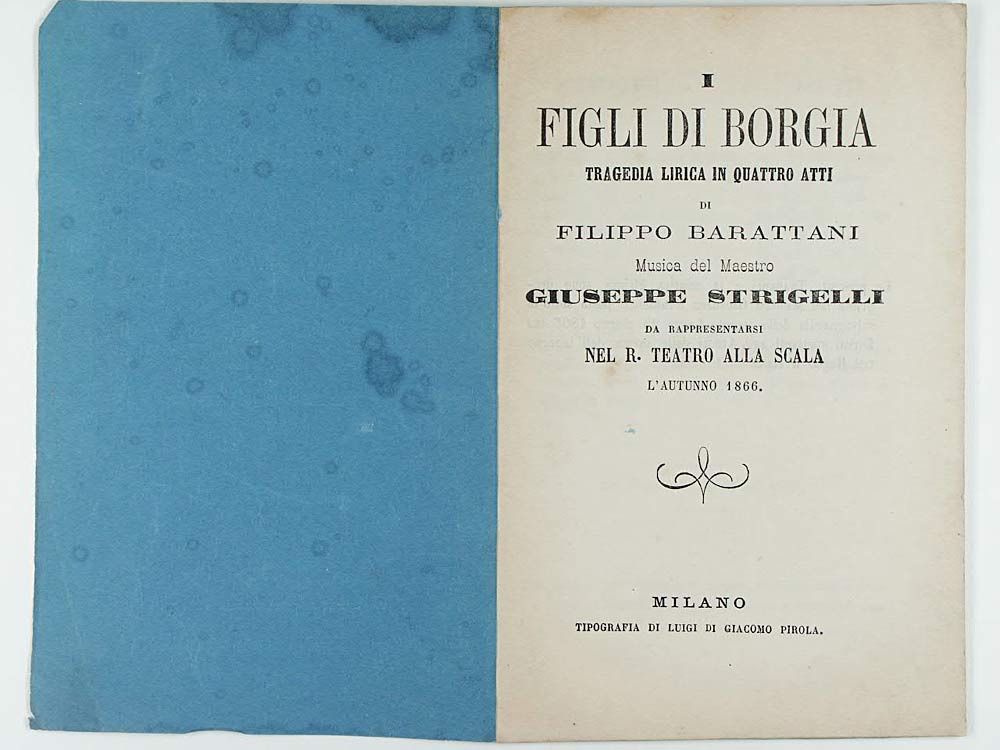 I
FIGLI DI BORGIA
TRAGEDIA LIRICA IN QUATTRO ATTI
DI
FILIPPO BARATTANI
Musica del Maestro
GIUSEPPE STRIGELLI
DA RAPPRESENTARSI
NEL R. TEATRO ALLA SCALA
L'AUTUNNO 1866.
MILANO
TIPOGRAFIA DI LUIGI DI GIACOMO PIROLA.